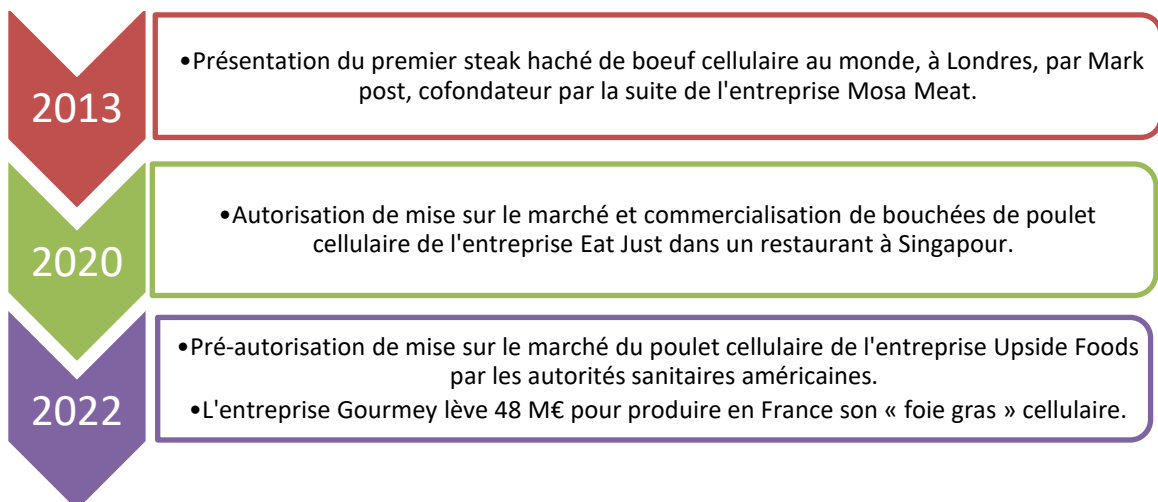 2013
•Présentation du premier steak haché de boeuf cellulaire au monde, à Londres, par Mark
post, cofondateur par la suite de l'entreprise Mosa Meat.
2020
•Autorisation de mise sur le marché et commercialisation de bouchées de poulet
cellulaire de l'entreprise Eat Just dans un restaurant à Singapour.
2022
•Pré-autorisation de mise sur le marché du poulet cellulaire de l'entreprise Upside Foods
par les autorités sanitaires américaines.
•L'entreprise Gourmey lève 48 M€ pour produire en France son « foie gras » cellulaire.